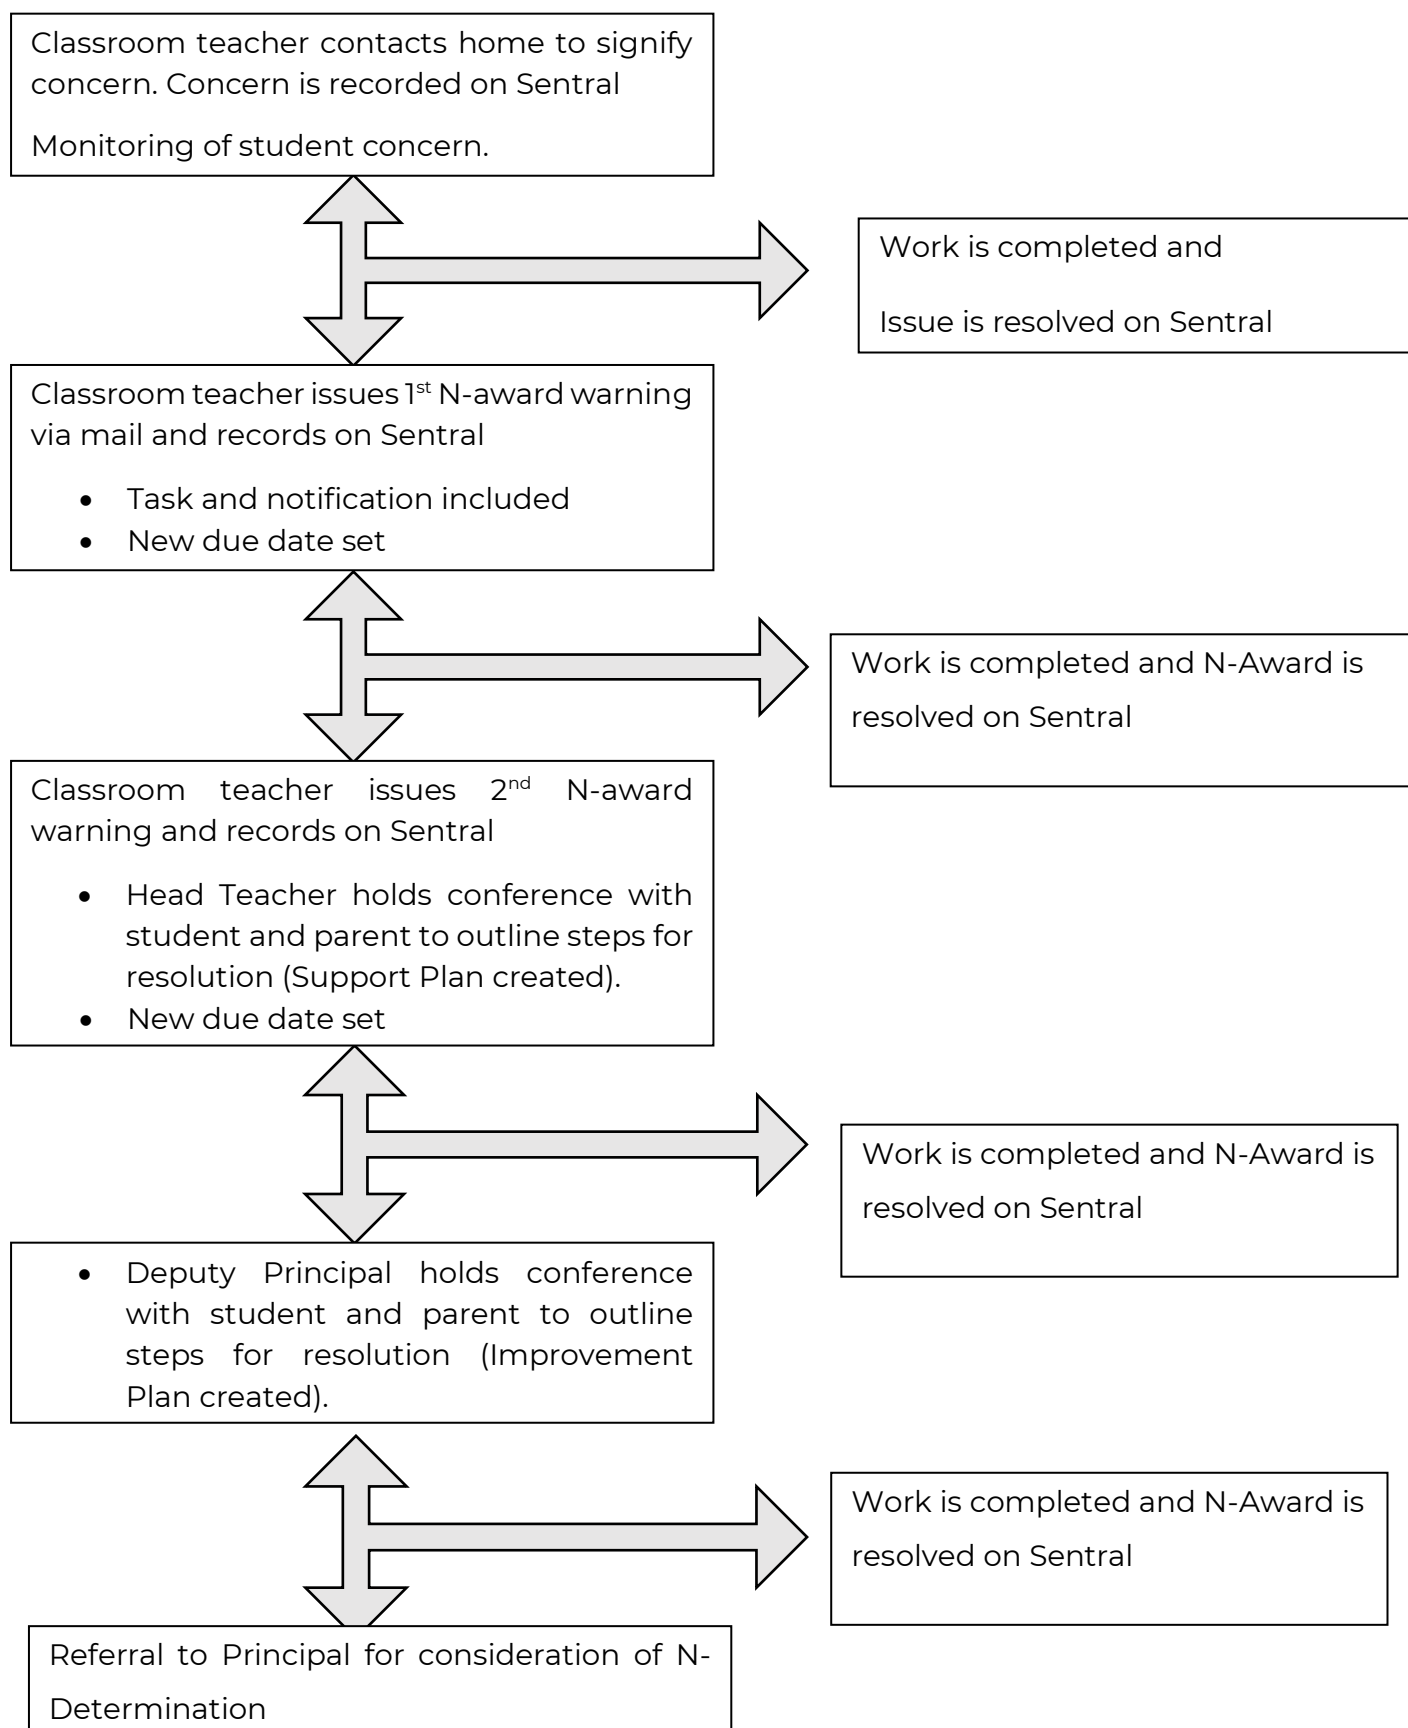 Classroom teacher contacts home to signify
concern. Concern is recorded on Sentral
Monitoring of student concern.
Work is completed and
Issue is resolved on Sentral
Classroom teacher issues 1st N-award warning
via mail and records on Sentral
• Task and notification included
• New due date set
Work is completed and N-Award is
resolved on Sentral
Classroom teacher issues 2nd N-award
warning and records on Sentral
• Head Teacher holds conference with
student and parent to outline steps for
resolution (Support Plan created).
• New due date set
Work is completed and N-Award is
resolved on Sentral
• Deputy Principal holds conference
with student and parent to outline
steps for resolution (Improvement
Plan created).
Work is completed and N-Award is
resolved on Sentral
Referral to Principal for consideration of N-
Determination